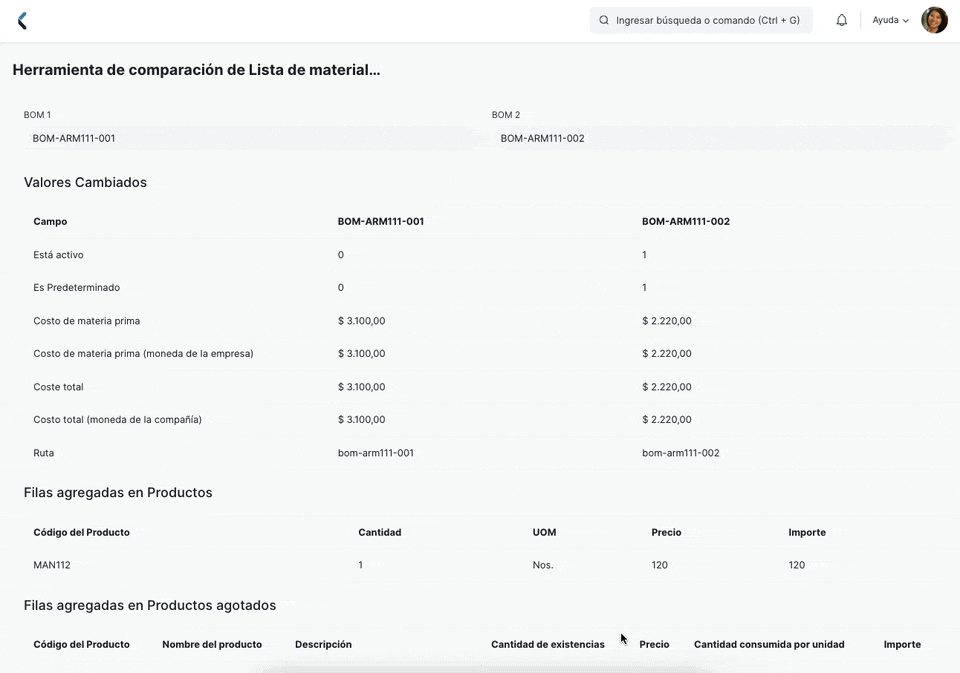 Ingresar búsqueda o comando (Ctrl + G)
Ayuda
Herramienta de comparación de Lista de material...
BOM 1
BOM 2
BOM-ARM111-001
BOM-ARM111-002
Valores Cambiados
Campo BOM-ARM111-001 BOM-ARM111-002
Está activo 0 1
Es Predeterminado 0 1
Costo de materia prima $ 3.100,00 $ 2.220,00
Costo de materia prima (moneda de la empresa) $ 3.100,00 $ 2.220,00
Coste total $ 3.100,00 $ 2.220,00
Costo total (moneda de la compañía) $ 3.100,00 $ 2.220,00
Ruta bom-arm111-001 bom-arm111-002
Filas agregadas en Productos
Código del Producto Cantidad UOM Precio Importe
MAN112 1 Nos. 120 120
Filas agregadas en Productos agotados
Código del Producto Nombre del producto Descripción Cantidad de existencias Precio Cantidad consumida por unidad Importe